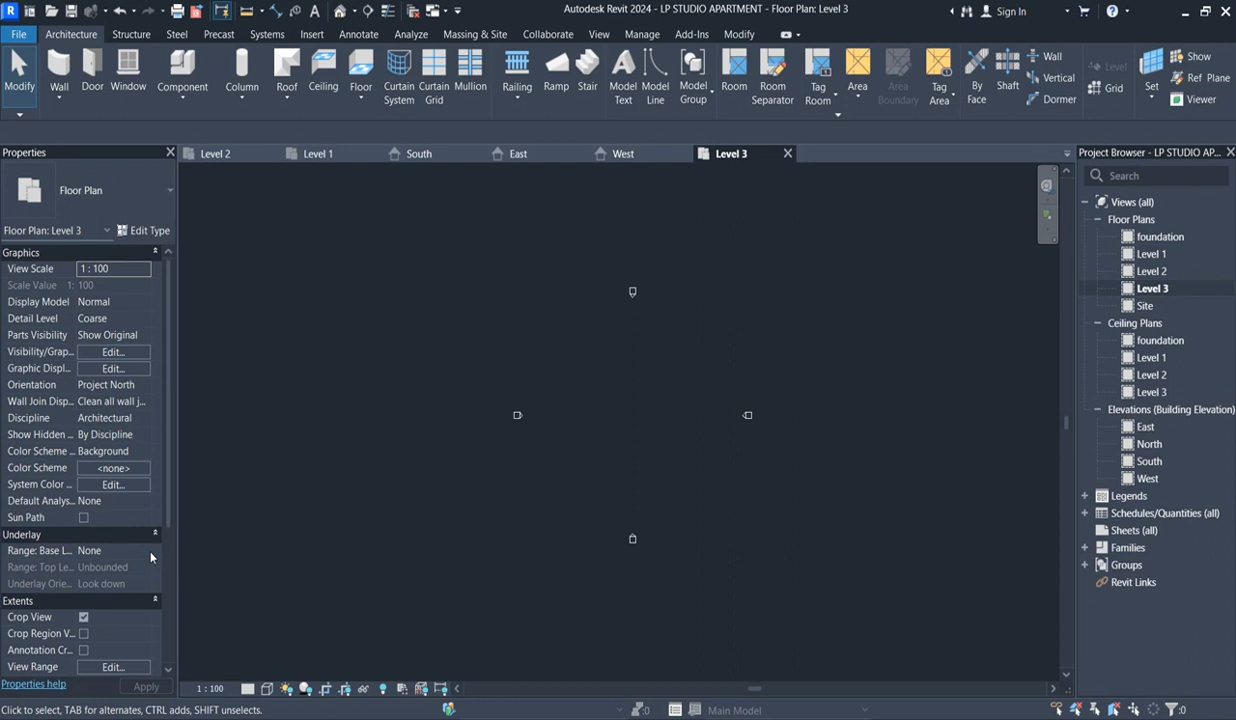 Autodesk Revit 2024 - LP STUDIO APARTMENT - Floor Plan: Level 3
Sign In
File Architecture Structure Steel Precast Systems Insert Annotate Analyze Massing & Site Collaborate View Manage Add-Ins Modify
Modify Wall Door Window Component Column Roof Ceiling Floor Curtain System Curtain Grid Mullion Railing Ramp Stair Model Text Model Line Model Group Room Room Separator Tag Room Area Area Boundary Tag Area By Face Shaft Wall Vertical Dormer Level Grid Set Show Ref Plane Viewer
Properties
Level 2 Level 1 South East West Level 3
Project Browser - LP STUDIO AP...
Floor Plan
Floor Plan: Level 3 Edit Type
Graphics
View Scale 1 : 100
Scale Value 1: 100
Display Model Normal
Detail Level Coarse
Parts Visibility Show Original
Visibility/Grap... Edit...
Graphic Displ... Edit...
Orientation Project North
Wall Join Disp... Clean all wall j...
Discipline Architectural
Show Hidden ... By Discipline
Color Scheme ... Background
Color Scheme <none>
System Color ... Edit...
Default Analys... None
Sun Path
Underlay
Range: Base L... None
Range: Top Le... Unbounded
Underlay Orie... Look down
Extents
Crop View
Crop Region V...
Annotation Cr...
View Range Edit...
Properties help Apply
Search
Views (all)
Floor Plans
foundation
Level 1
Level 2
Level 3
Site
Ceiling Plans
foundation
Level 1
Level 2
Level 3
Elevations (Building Elevation)
East
North
South
West
Legends
Schedules/Quantities (all)
Sheets (all)
Families
Groups
Revit Links
1 : 100
Click to select, TAB for alternates, CTRL adds, SHIFT unselects.
:0 Main Model :0